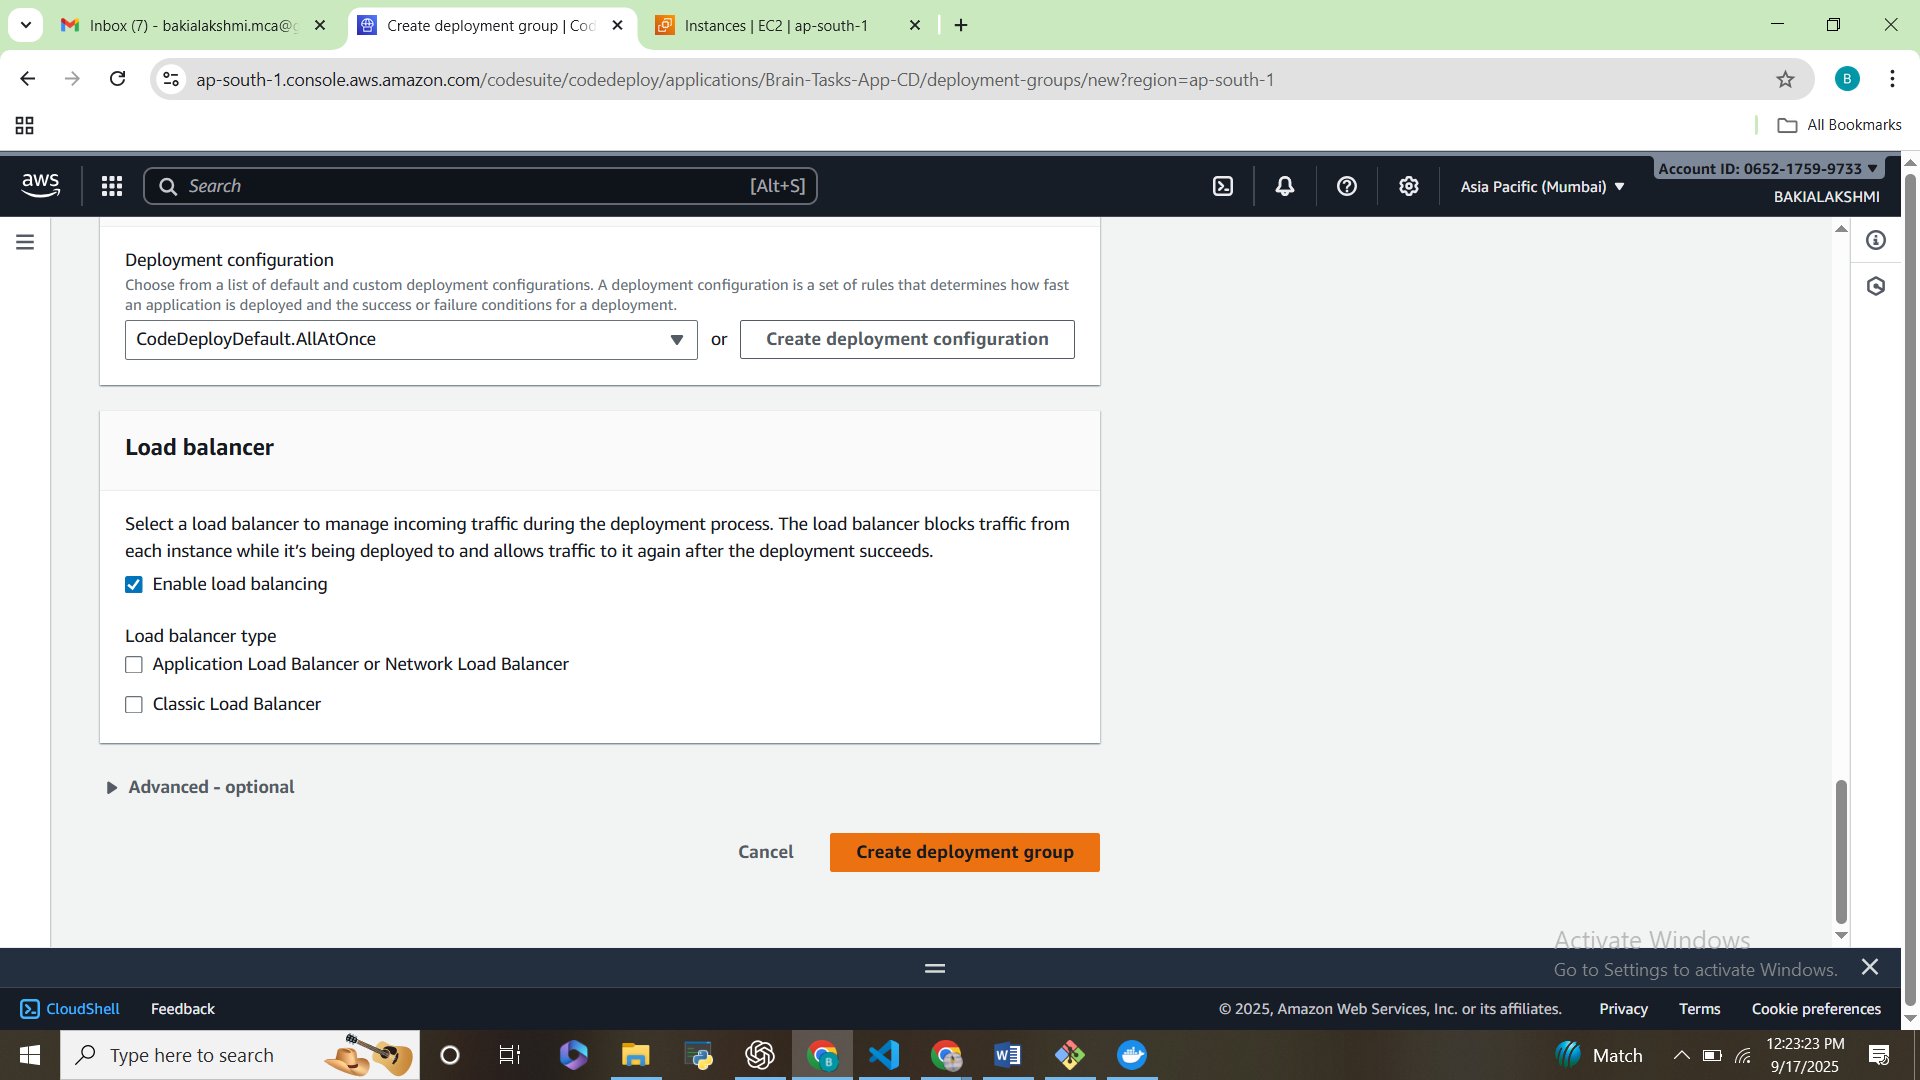 Inbox (7) - bakialakshmi.mca@g
Create deployment group | Cod
Instances | EC2 | ap-south-1
ap-south-1.console.aws.amazon.com/codesuite/codedeploy/applications/Brain-Tasks-App-CD/deployment-groups/new?region=ap-south-1
B
All Bookmarks
aws
Search
[Alt+S]
Asia Pacific (Mumbai)
Account ID: 0652-1759-9733
BAKIALAKSHMI
Deployment configuration
Choose from a list of default and custom deployment configurations. A deployment configuration is a set of rules that determines how fast
an application is deployed and the success or failure conditions for a deployment.
CodeDeployDefault.AllAtOnce
or
Create deployment configuration
Load balancer
Select a load balancer to manage incoming traffic during the deployment process. The load balancer blocks traffic from
each instance while it's being deployed to and allows traffic to it again after the deployment succeeds.
Enable load balancing
Load balancer type
Application Load Balancer or Network Load Balancer
Classic Load Balancer
Advanced - optional
Cancel
Create deployment group
Activate Windows
Go to Settings to activate Windows.
CloudShell
Feedback
© 2025, Amazon Web Services, Inc. or its affiliates.
Privacy
Terms
Cookie preferences
Type here to search
Match
12:23:23 PM
9/17/2025